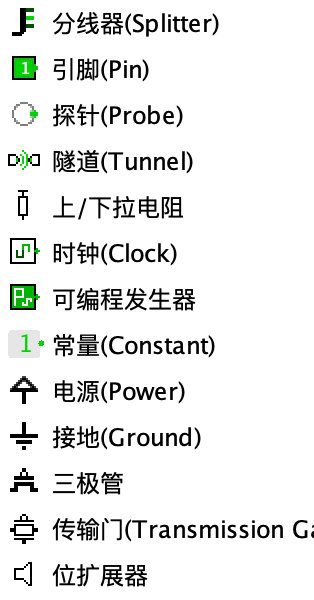 分线器(Splitter)
1 引脚(Pin)
探针(Probe)
隧道(Tunnel)
上/下拉电阻
时钟(Clock)
可编程发生器
1 常量(Constant)
电源(Power)
接地(Ground)
三极管
传输门(Transmission Ga
位扩展器